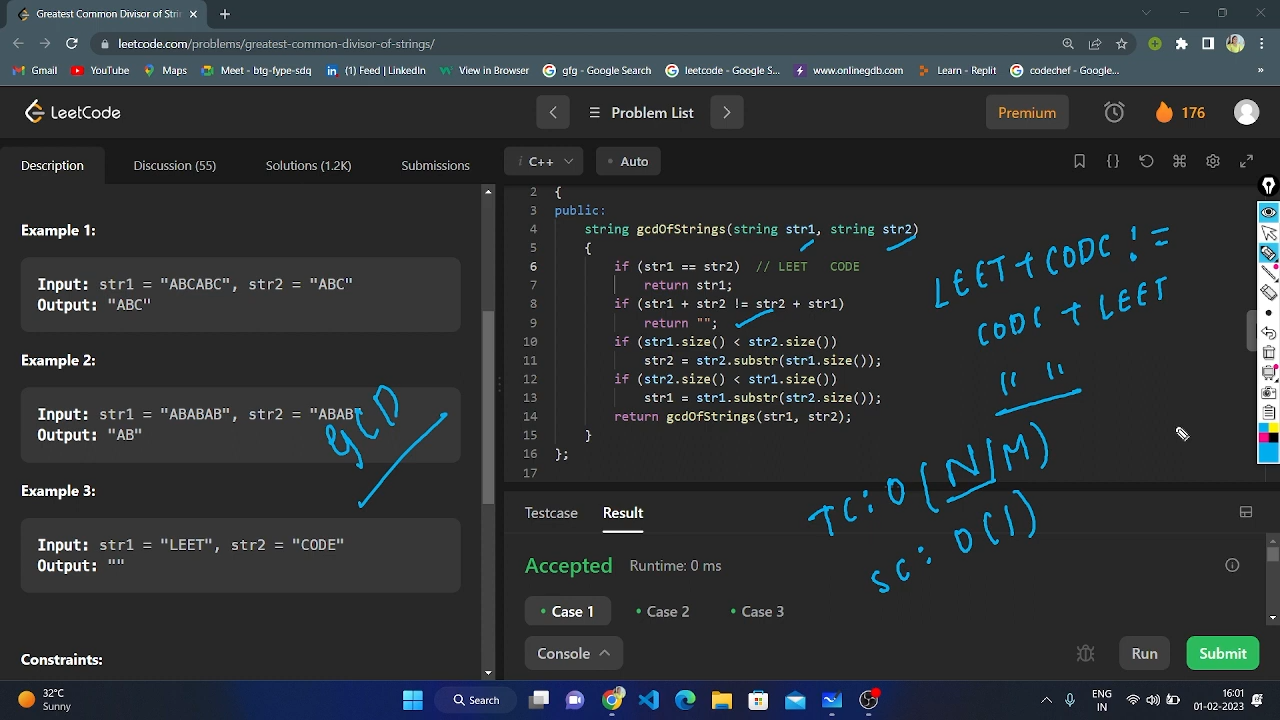 Greatest Common Divisor of Strin
leetcode.com/problems/greatest-common-divisor-of-strings/
Gmail YouTube Maps Meet - btg-fype-sdq (1) Feed | LinkedIn View in Browser gfg - Google Search leetcode - Google S... www.onlinegdb.com Learn - Replit codechef - Google... »
LeetCode
Problem List
Premium
176
Description
Discussion (55)
Solutions (1.2K)
Submissions
i C++
Auto
Example 1:
Input: str1 = "ABCABC", str2 = "ABC"
Output: "ABC"
Example 2:
Input: str1 = "ABABAB", str2 = "ABAB"
Output: "AB"
GCD
Example 3:
Input: str1 = "LEET", str2 = "CODE"
Output: ""
Constraints:
2 {
3 public:
4 string gcdOfStrings(string str1, string str2)
5 {
6 if (str1 == str2) // LEET CODE
7 return str1;
8 if (str1 + str2 != str2 + str1)
9 return "";
10 if (str1.size() < str2.size())
11 str2 = str2.substr(str1.size());
12 if (str2.size() < str1.size())
13 str1 = str1.substr(str2.size());
14 return gcdOfStrings(str1, str2);
15 }
16 };
17
LEET + CODE !=
CODE + LEET
" "
TC: O(N/M)
SC: O(1)
Testcase
Result
Accepted Runtime: 0 ms
Case 1
Case 2
Case 3
Console
Run
Submit
32°C
Sunny
Search
ENG
IN
16:01
01-02-2023